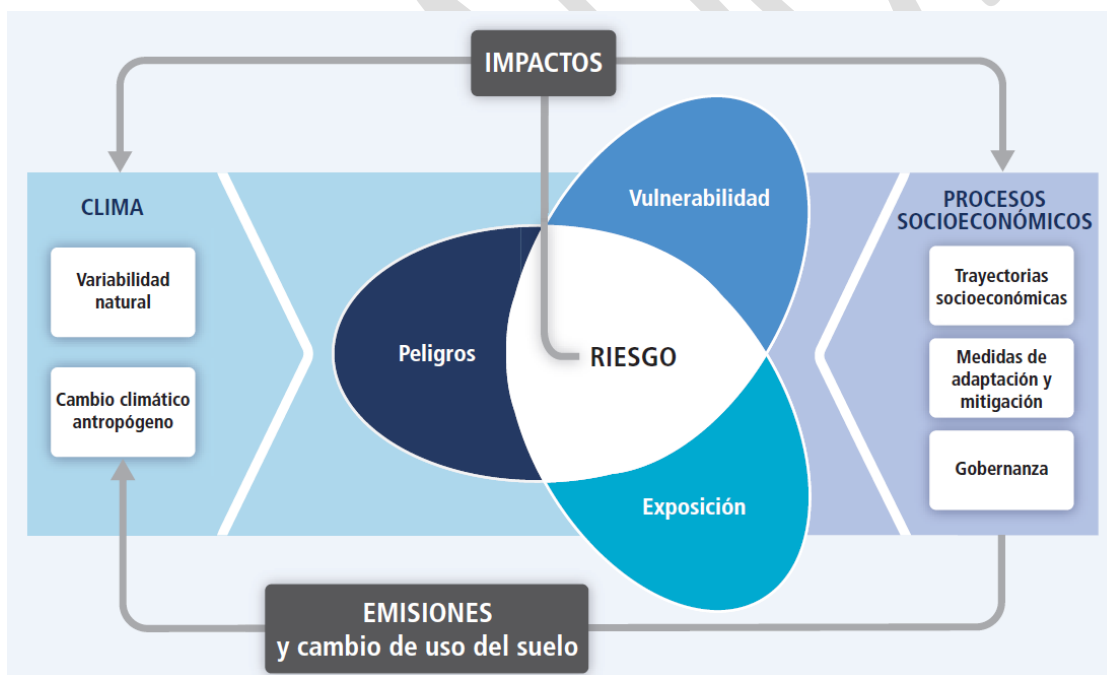 IMPACTOS
CLIMA
Variabilidad
natural
Cambio climático
antropógeno
Vulnerabilidad
Peligros
RIESGO
Exposición
PROCESOS
SOCIOECONÓMICOS
Trayectorias
socioeconómicas
Medidas de
adaptación y
mitigación
Gobernanza
EMISIONES
y cambio de uso del suelo